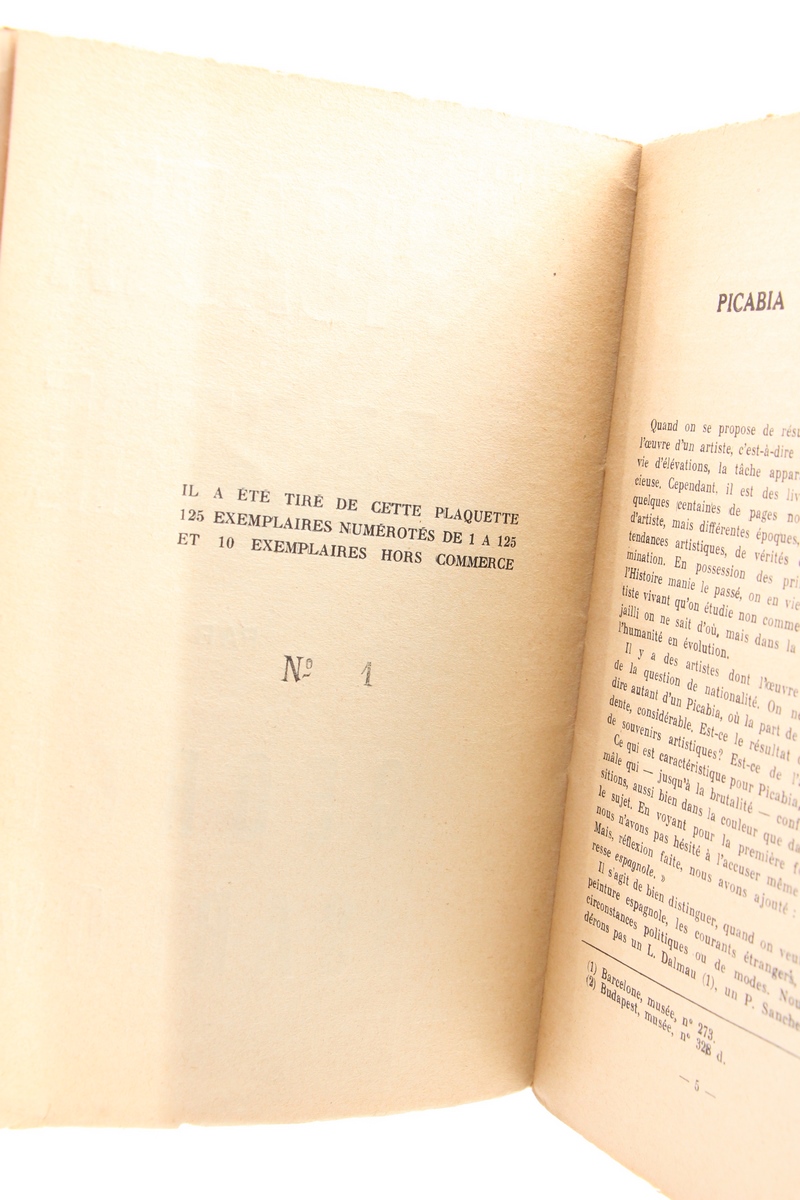 IL A ÉTÉ TIRÉ DE CETTE PLAQUETTE
125 EXEMPLAIRES NUMÉROTÉS DE 1 A 125
ET 10 EXEMPLAIRES HORS COMMERCE
Nº 1
PICABIA
Quand on se propose de
l'œuvre d'un artiste, c'est-à-dire
vie d'élévations, la tâche
cieuse. Cependant, il est des
quelques centaines de pages
d'artiste, mais différentes époques,
tendances artistiques, de vérités
mination. En possession des
l'Histoire manie le passé, on en
tiste vivant qu'on étudie non comme
jailli on ne sait d'où, mais dans la
l'humanité en évolution.
Il y a des artistes dont l'œuvre
de la question de nationalité. On
dire autant d'un Picabia, où la part de
dente, considérable. Est-ce le résultat
de souvenirs artistiques? Est-ce de
Ce qui est caractéristique pour Picabia,
mâle qui — jusqu'à la brutalité —
sitions, aussi bien dans la couleur que
le sujet. En voyant pour la première
nous n'avons pas hésité à l'accuser même
Mais, réflexion faite, nous avons ajouté :
resse espagnole. »
Il s'agit de bien distinguer, quand on
peinture espagnole, les courants étrangers,
circonstances politiques ou de modes.
dérons pas un L. Dalmau (1), un P.
(1) Barcelone, musée, nº 273.
(2) Budapest, musée, nº 328 d.
— 5 —